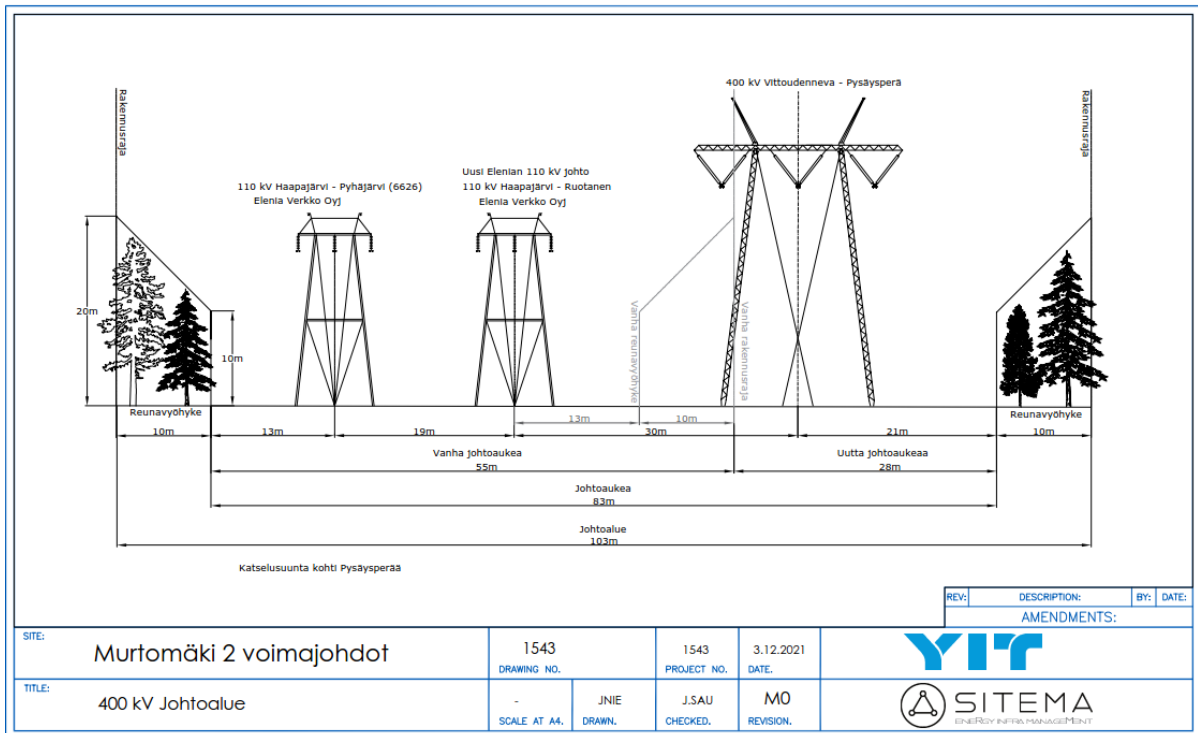 400 kV Vittoudenneva - Pysäysperä
Rakennusraja
Rakennusraja
Uusi Elenian 110 kV johto
110 kV Haapajärvi - Pyhäjärvi (6626)
110 kV Haapajärvi - Ruotanen
Elenia Verkko Oyj
Elenia Verkko Oyj
20m
10m
Vanha reunavyöhyke
Vanha rakennusraja
Reunavyöhyke
Reunavyöhyke
13m
10m
10m
13m
19m
30m
21m
10m
Vanha johtoaukea
55m
Uutta johtoaukeaa
28m
Johtoaukea
83m
Johtoalue
103m
Katselusuunta kohti Pysäysperää
REV:
DESCRIPTION:
BY:
DATE:
AMENDMENTS:
SITE:
Murtomäki 2 voimajohdot
1543
DRAWING NO.
1543
PROJECT NO.
3.12.2021
DATE.
YIT
TITLE:
400 kV Johtoalue
-
SCALE AT A4.
JNIE
DRAWN.
J.SAU
CHECKED.
M0
REVISION.
SITEMA
ENERGY INFRA MANAGEMENT